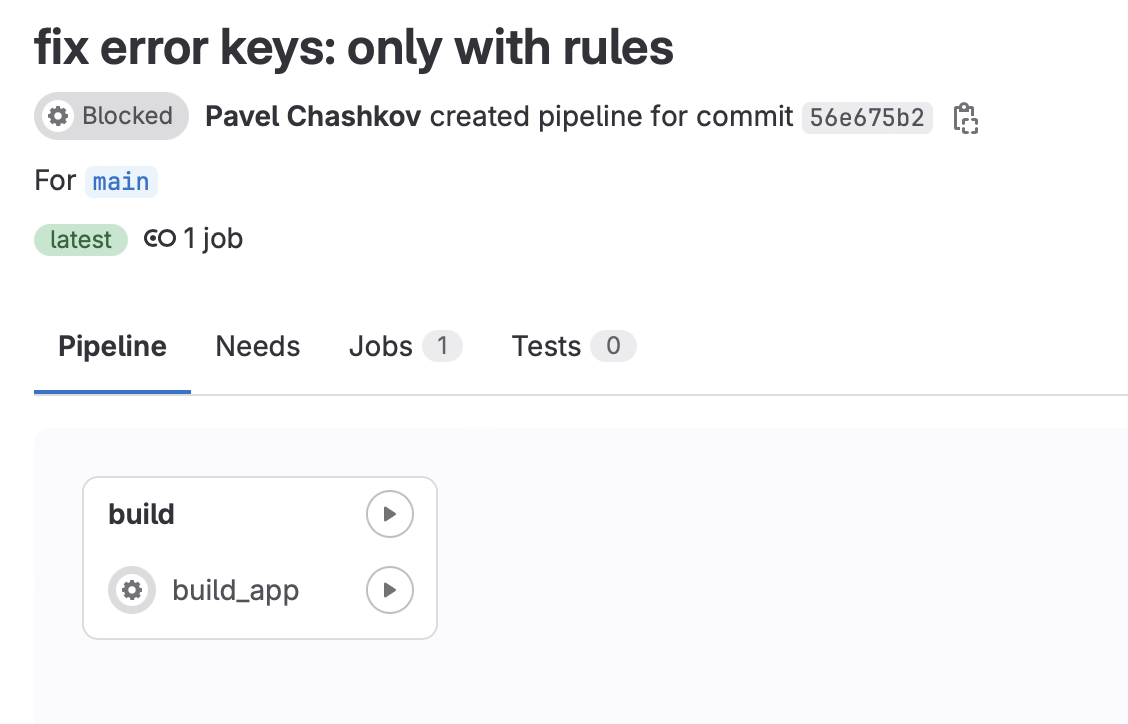 fix error keys: only with rules
Blocked Pavel Chashkov created pipeline for commit 56e675b2
For main
latest 1 job
Pipeline Needs Jobs 1 Tests 0
build
build_app